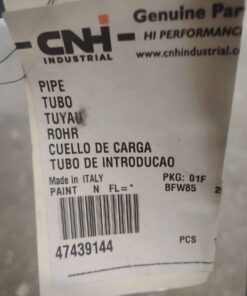 CNH
INDUSTRIAL
Genuine Par
HI PERFORMANC
www.cnhindustrial.
PIPE
TUBO
TUYAU
ROHR
CUELLO DE CARGA
TUBO DE INTRODUCAO
Made in ITALY PKG: 01F
PAINT N FL=* BFW85
47439144 PCS